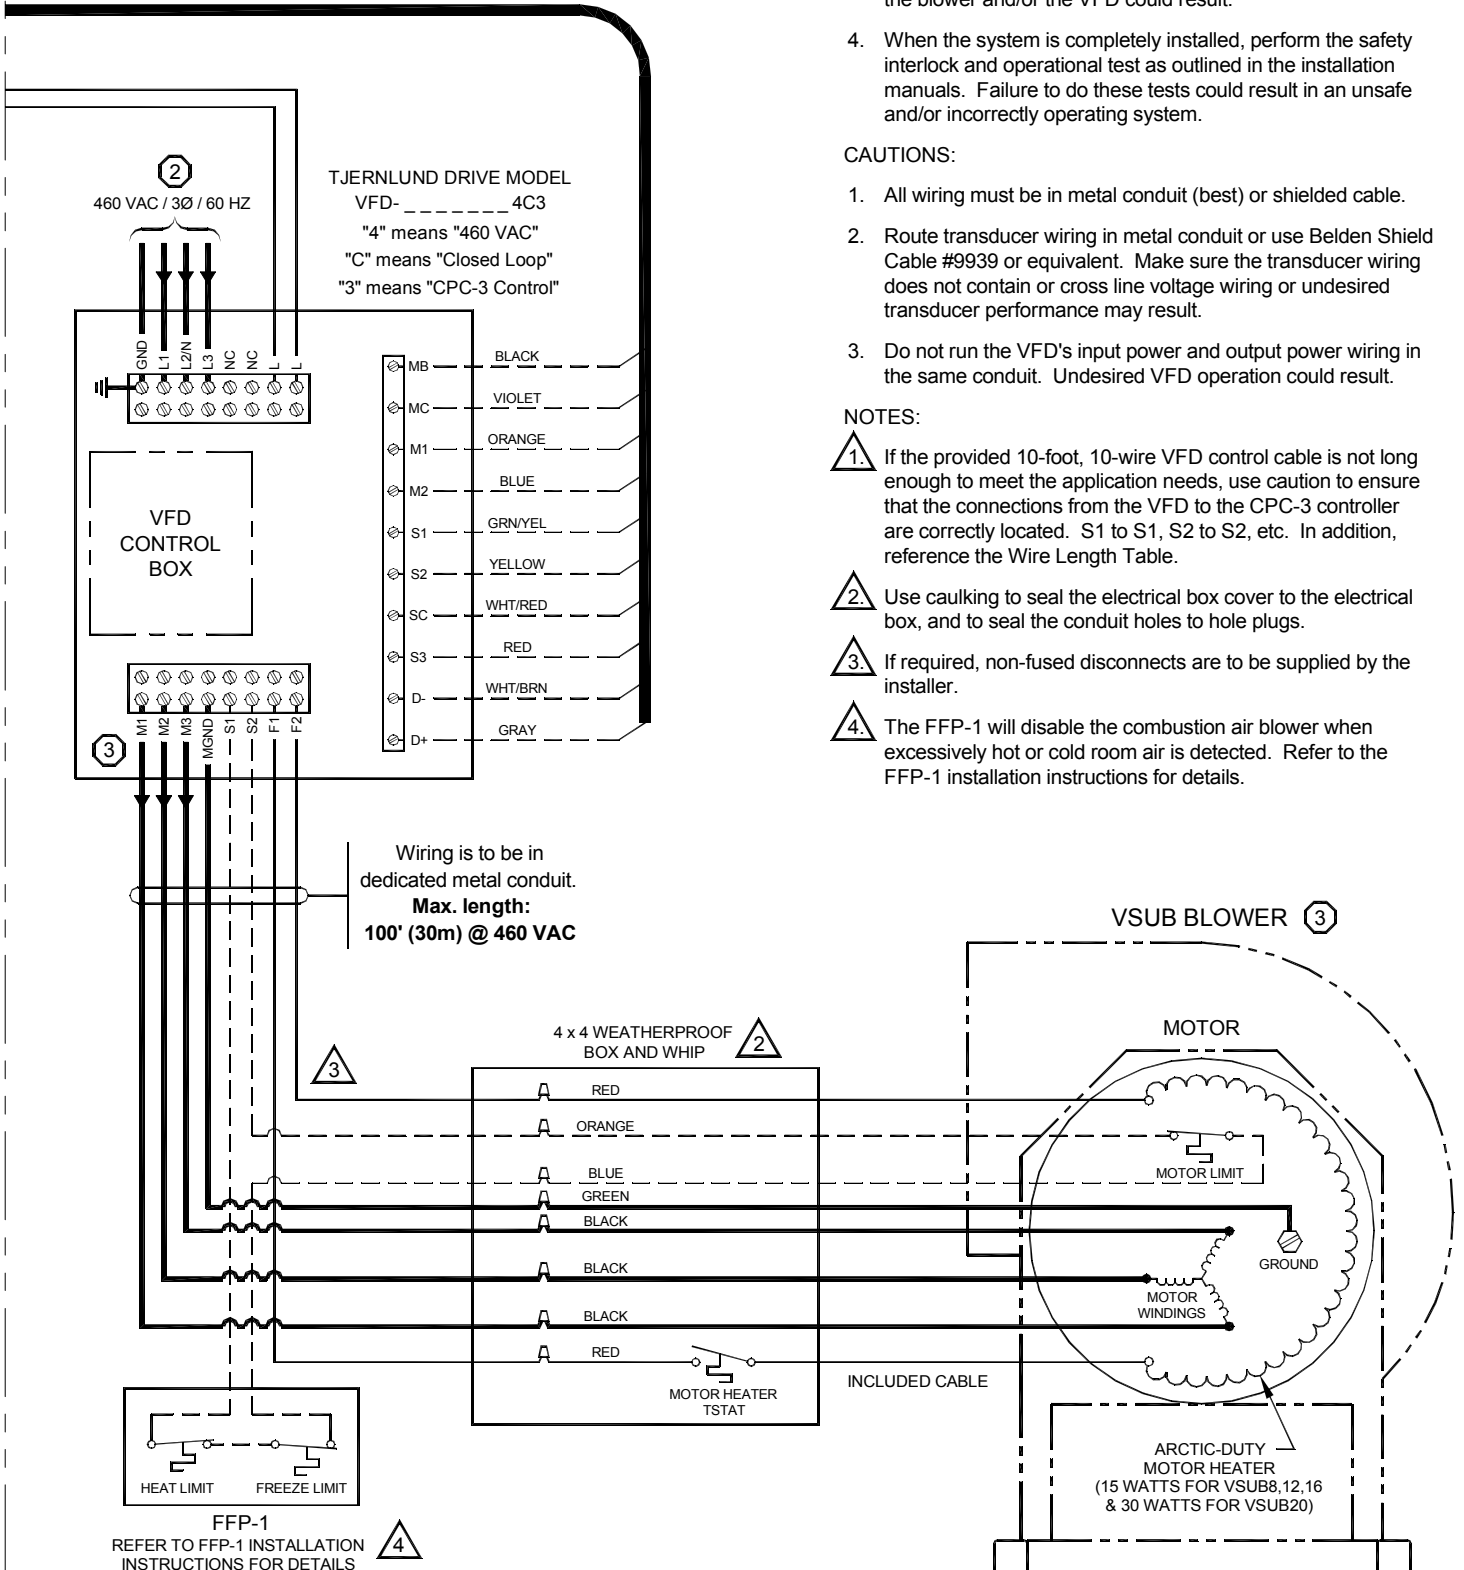 the blower and/or the VFD could result.
4. When the system is completely installed, perform the safety
interlock and operational test as outlined in the installation
manuals. Failure to do these tests could result in an unsafe
and/or incorrectly operating system.
CAUTIONS:
1. All wiring must be in metal conduit (best) or shielded cable.
2. Route transducer wiring in metal conduit or use Belden Shield
Cable #9939 or equivalent. Make sure the transducer wiring
does not contain or cross line voltage wiring or undesired
transducer performance may result.
3. Do not run the VFD's input power and output power wiring in
the same conduit. Undesired VFD operation could result.
NOTES:
1. If the provided 10-foot, 10-wire VFD control cable is not long
enough to meet the application needs, use caution to ensure
that the connections from the VFD to the CPC-3 controller
are correctly located. S1 to S1, S2 to S2, etc. In addition,
reference the Wire Length Table.
2. Use caulking to seal the electrical box cover to the electrical
box, and to seal the conduit holes to hole plugs.
3. If required, non-fused disconnects are to be supplied by the
installer.
4. The FFP-1 will disable the combustion air blower when
excessively hot or cold room air is detected. Refer to the
FFP-1 installation instructions for details.
2
460 VAC / 3Ø / 60 HZ
TJERNLUND DRIVE MODEL
VFD- _ _ _ _ _ _ _ 4C3
"4" means "460 VAC"
"C" means "Closed Loop"
"3" means "CPC-3 Control"
GND
L1
L2/N
L3
NC
NC
L
L
MB BLACK
MC VIOLET
M1 ORANGE
M2 BLUE
S1 GRN/YEL
S2 YELLOW
SC WHT/RED
S3 RED
D- WHT/BRN
D+ GRAY
VFD
CONTROL
BOX
3
M1
M2
M3
MGND
S1
S2
F1
F2
Wiring is to be in
dedicated metal conduit.
Max. length:
100' (30m) @ 460 VAC
VSUB BLOWER 3
MOTOR
3
4 x 4 WEATHERPROOF
BOX AND WHIP
2
RED
ORANGE
BLUE
GREEN
BLACK
BLACK
BLACK
RED
MOTOR HEATER
TSTAT
INCLUDED CABLE
MOTOR LIMIT
GROUND
MOTOR
WINDINGS
ARCTIC-DUTY
MOTOR HEATER
(15 WATTS FOR VSUB8,12,16
& 30 WATTS FOR VSUB20)
HEAT LIMIT
FREEZE LIMIT
FFP-1
REFER TO FFP-1 INSTALLATION
INSTRUCTIONS FOR DETAILS
4